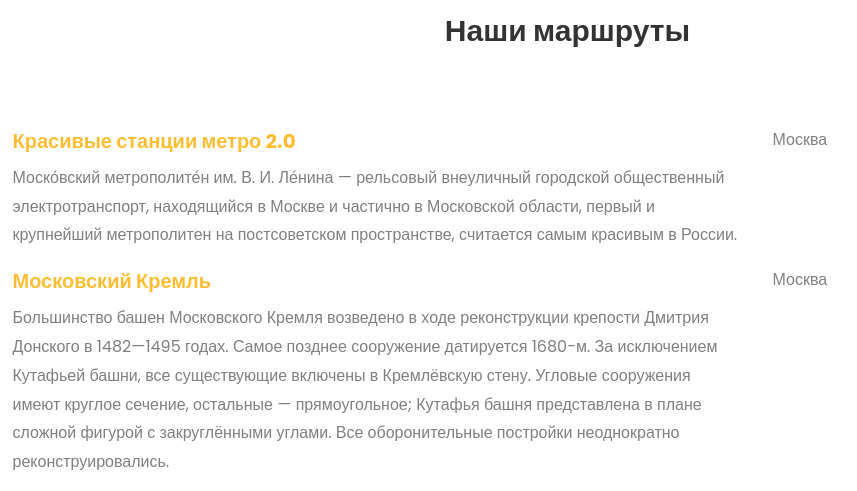 Наши маршруты
Красивые станции метро 2.0
Москва
Моско́вский метрополите́н им. В. И. Ле́нина — рельсовый внеуличный городской общественный
электротранспорт, находящийся в Москве и частично в Московской области, первый и
крупнейший метрополитен на постсоветском пространстве, считается самым красивым в России.
Московский Кремль
Москва
Большинство башен Московского Кремля возведено в ходе реконструкции крепости Дмитрия
Донского в 1482—1495 годах. Самое позднее сооружение датируется 1680-м. За исключением
Кутафьей башни, все существующие включены в Кремлёвскую стену. Угловые сооружения
имеют круглое сечение, остальные — прямоугольное; Кутафья башня представлена в плане
сложной фигурой с закруглёнными углами. Все оборонительные постройки неоднократно
реконструировались.